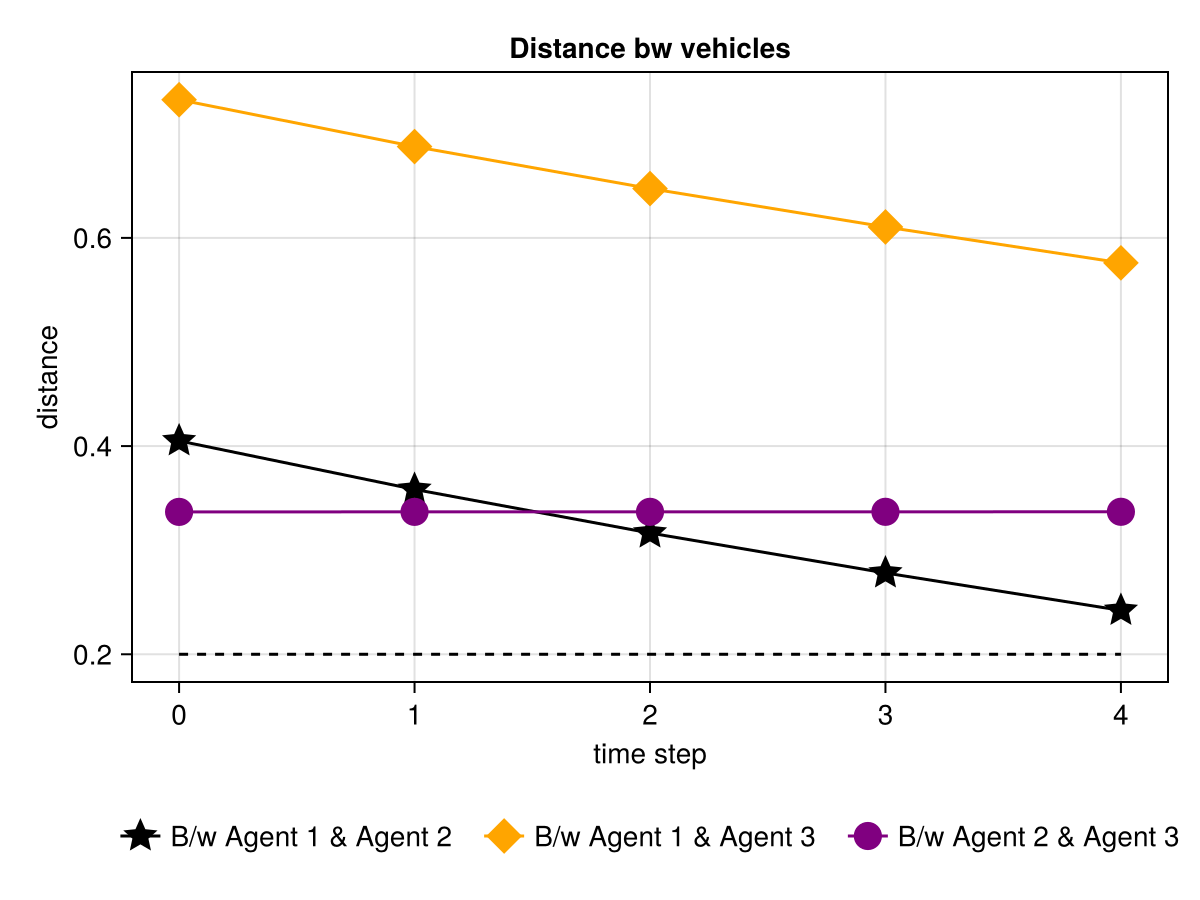 Distance bw vehicles
distance
0.6
0.4
0.2
0 1 2 3 4
time step
B/w Agent 1 & Agent 2 B/w Agent 1 & Agent 3 B/w Agent 2 & Agent 3